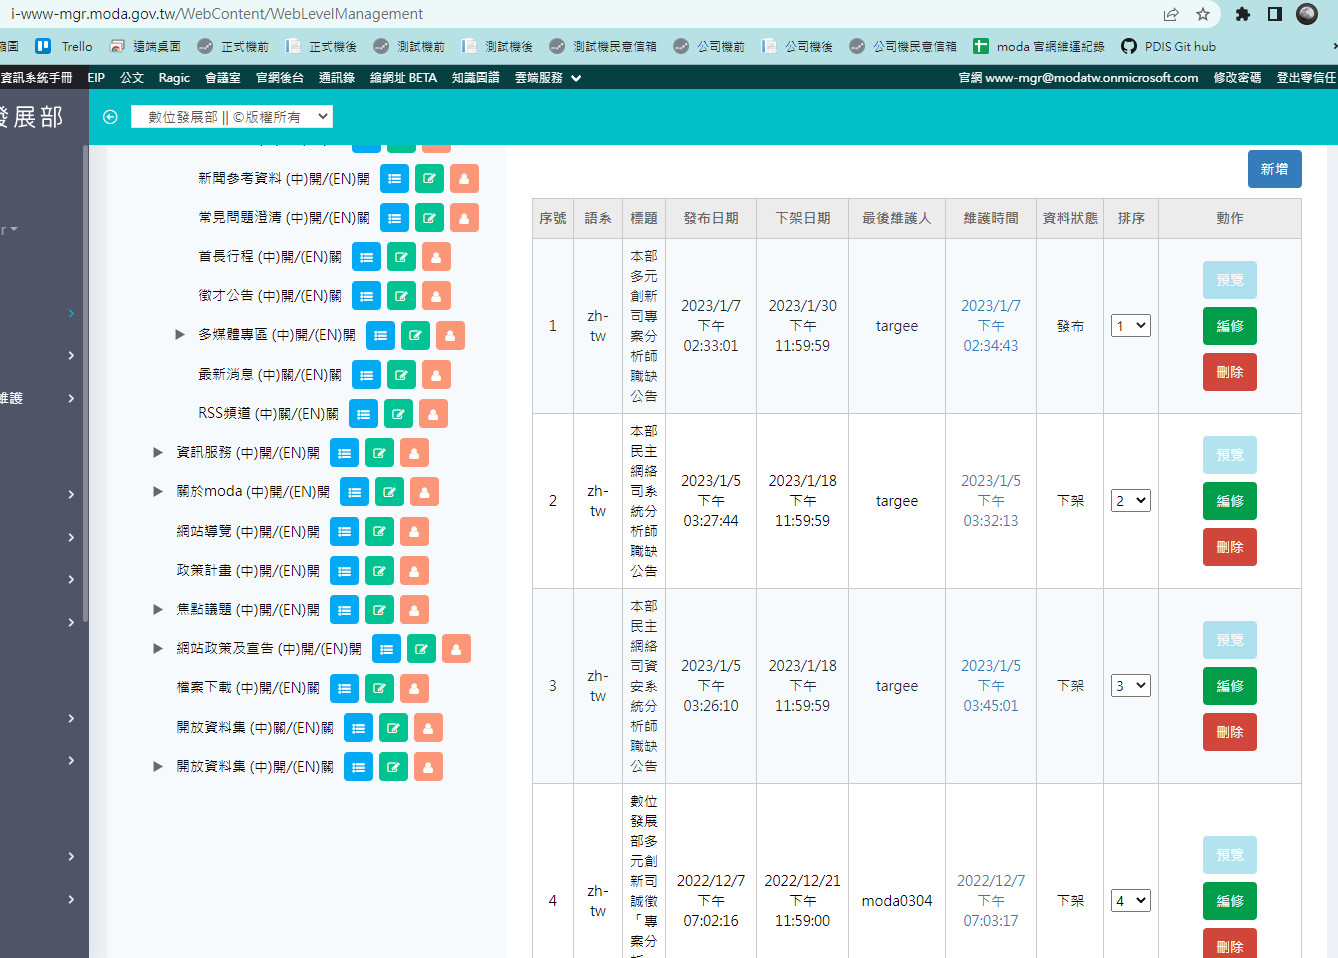 i-www-mgr.moda.gov.tw/WebContent/WebLevelManagement
Trello 遠端桌面 正式機前 正式機後 測試機前 測試機後 測試機民意信箱 公司機前 公司機後 公司機民意信箱 moda 官網維運紀錄 PDIS Git hub
資訊系統手冊 EIP 公文 Ragic 會議室 官網後台 通訊錄 縮網址 BETA 知識圖譜 雲端服務 官網 www-mgr@modatw.onmicrosoft.com 修改密碼 登出零信任
發展部
數位發展部 || ©版權所有
r
維護
新聞參考資料 (中)開/(EN)開
常見問題澄清 (中)開/(EN)關
首長行程 (中)開/(EN)關
徵才公告 (中)開/(EN)關
多媒體專區 (中)開/(EN)開
最新消息 (中)關/(EN)關
RSS頻道 (中)關/(EN)關
資訊服務 (中)開/(EN)開
關於moda (中)開/(EN)開
網站導覽 (中)開/(EN)開
政策計畫 (中)開/(EN)開
焦點議題 (中)開/(EN)開
網站政策及宣告 (中)開/(EN)開
檔案下載 (中)開/(EN)關
開放資料集 (中)關/(EN)關
開放資料集 (中)開/(EN)關
新增
序號 語系 標題 發布日期 下架日期 最後維護人 維護時間 資料狀態 排序 動作
1
zh-
tw
本部
多元
創新
司專
案分
析師
職缺
公告
2023/1/7
下午
02:33:01
2023/1/30
下午
11:59:59
targee
2023/1/7
下午
02:34:43
發布
1
預覽
編修
刪除
2
zh-
tw
本部
民主
網絡
司系
統分
析師
職缺
公告
2023/1/5
下午
03:27:44
2023/1/18
下午
11:59:59
targee
2023/1/5
下午
03:32:13
下架
2
預覽
編修
刪除
3
zh-
tw
本部
民主
網絡
司資
安系
統分
析師
職缺
公告
2023/1/5
下午
03:26:10
2023/1/18
下午
11:59:59
targee
2023/1/5
下午
03:45:01
下架
3
預覽
編修
刪除
4
zh-
tw
數位
發展
部多
元創
新司
誠徵
「專
案分
2022/12/7
下午
07:02:16
2022/12/21
下午
11:59:00
moda0304
2022/12/7
下午
07:03:17
下架
4
預覽
編修
刪除